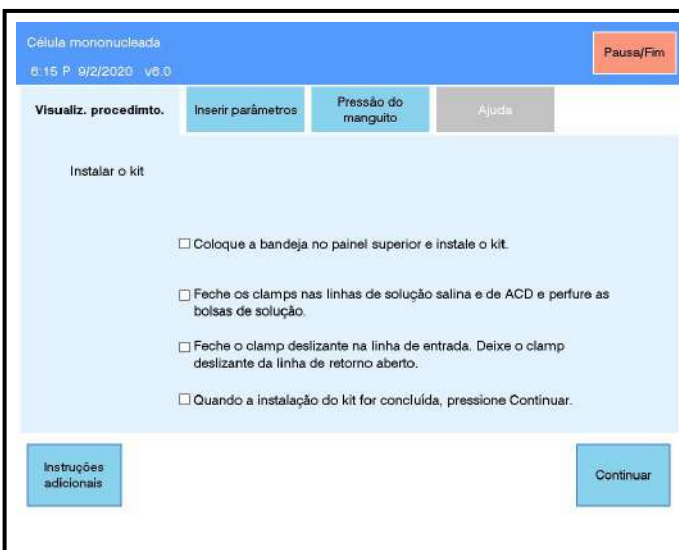 Célula mononucleada
Pausa/Fim
6:15 P 9/2/2020 v6.0
Visualiz. procedimto.
Inserir parâmetros
Pressão do
manguito
Ajuda
Instalar o kit
Coloque a bandeja no painel superior e instale o kit.
Feche os clamps nas linhas de solução salina e de ACD e perfure as
bolsas de solução.
Feche o clamp deslizante na linha de entrada. Deixe o clamp
deslizante da linha de retorno aberto.
Quando a instalação do kit for concluída, pressione Continuar.
Instruções
adicionais
Continuar